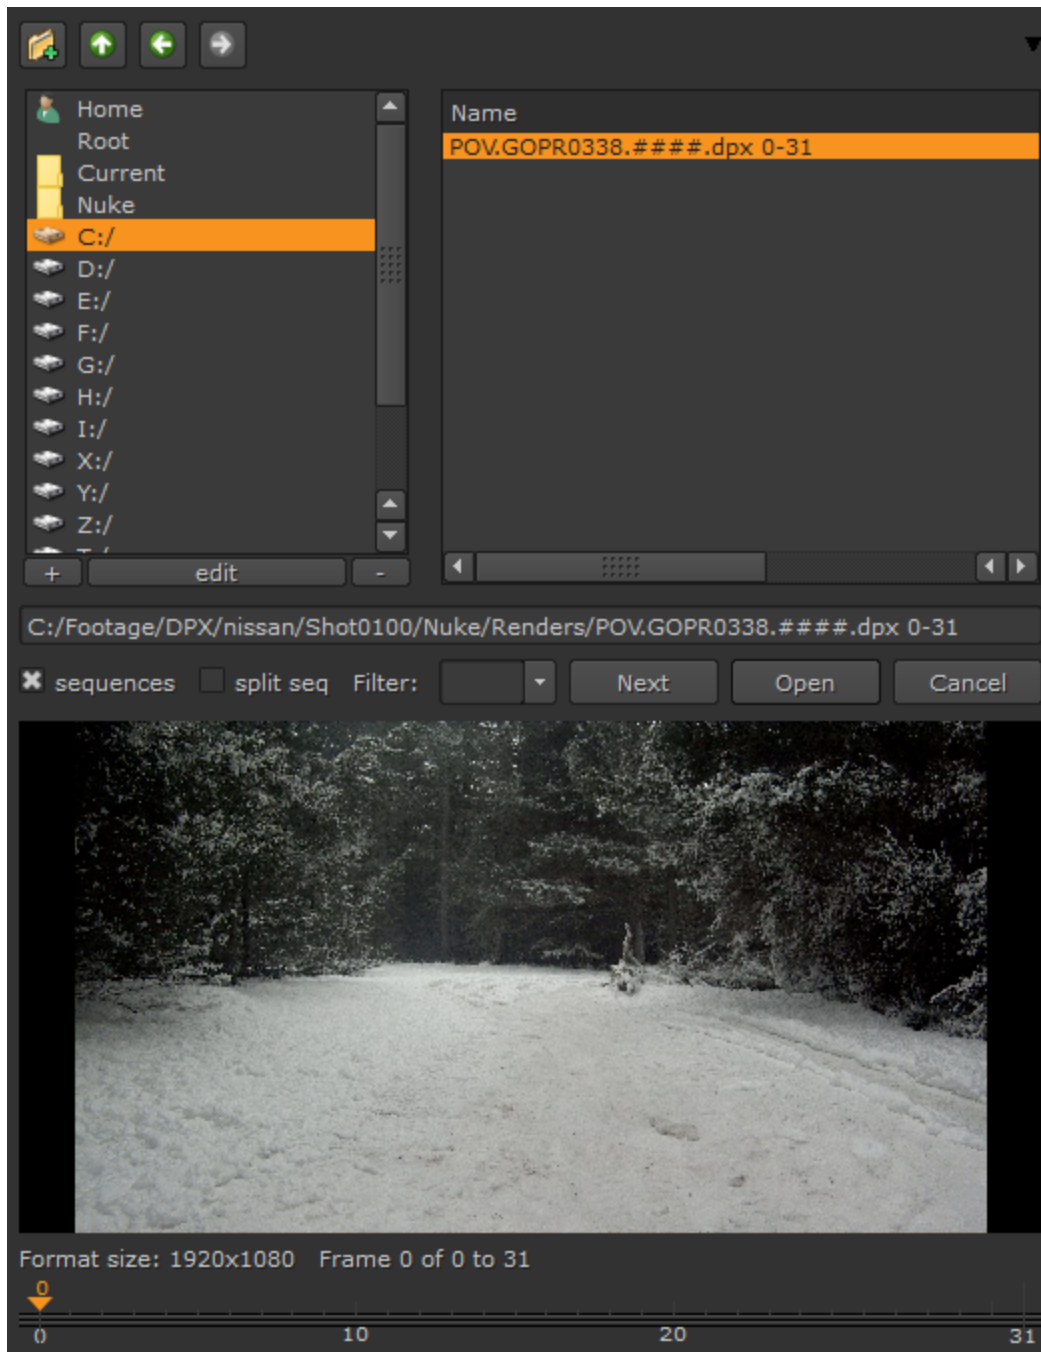 Home
Root
Current
Nuke
C:/
D:/
E:/
F:/
G:/
H:/
I:/
X:/
Y:/
Z:/
+ edit -
Name
POV.GOPR0338.####.dpx 0-31
C:/Footage/DPX/nissan/Shot0100/Nuke/Renders/POV.GOPR0338.####.dpx 0-31
sequences split seq Filter: Next Open Cancel
Format size: 1920x1080 Frame 0 of 0 to 31
0
0 10 20 31